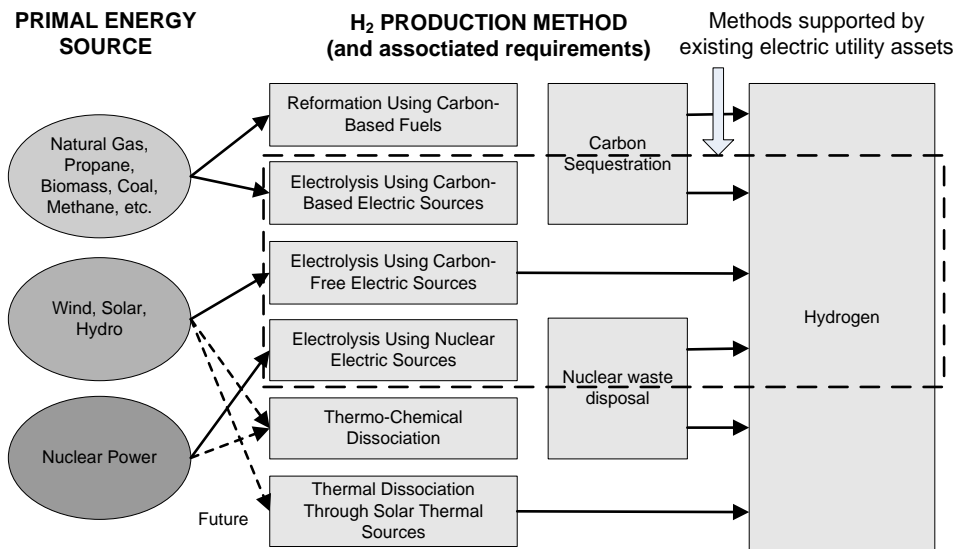 PRIMAL ENERGY
SOURCE
H₂ PRODUCTION METHOD
(and assoctiated requirements)
Methods supported by
existing electric utility assets
Natural Gas,
Propane,
Biomass, Coal,
Methane, etc.
Wind, Solar,
Hydro
Nuclear Power
Future
Reformation Using Carbon-
Based Fuels
Electrolysis Using Carbon-
Based Electric Sources
Electrolysis Using Carbon-
Free Electric Sources
Electrolysis Using Nuclear
Electric Sources
Thermo-Chemical
Dissociation
Thermal Dissociation
Through Solar Thermal
Sources
Carbon
Sequestration
Nuclear waste
disposal
Hydrogen